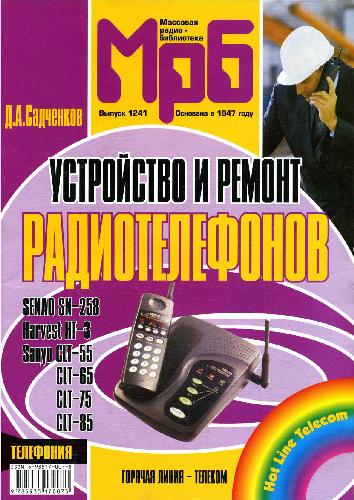 Массовая
радио-
библиотека
Мрб
Выпуск 1241
Основана в 1947 году
Д.А.Садченков
УСТРОЙСТВО И РЕМОНТ
РАДИОТЕЛЕФОНОВ
SENAO SN-258
Harvest HT-3
Sanyo CLT-55
CLT-65
CLT-75
CLT-85
ТЕЛЕФОНИЯ
ГОРЯЧАЯ ЛИНИЯ - ТЕЛЕКОМ
Hot Line Telecom